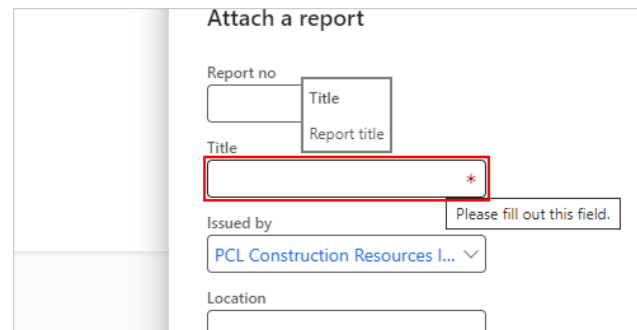 Attach a report
Report no
Title
Report title
Title
*
Please fill out this field.
Issued by
PCL Construction Resources I...
Location